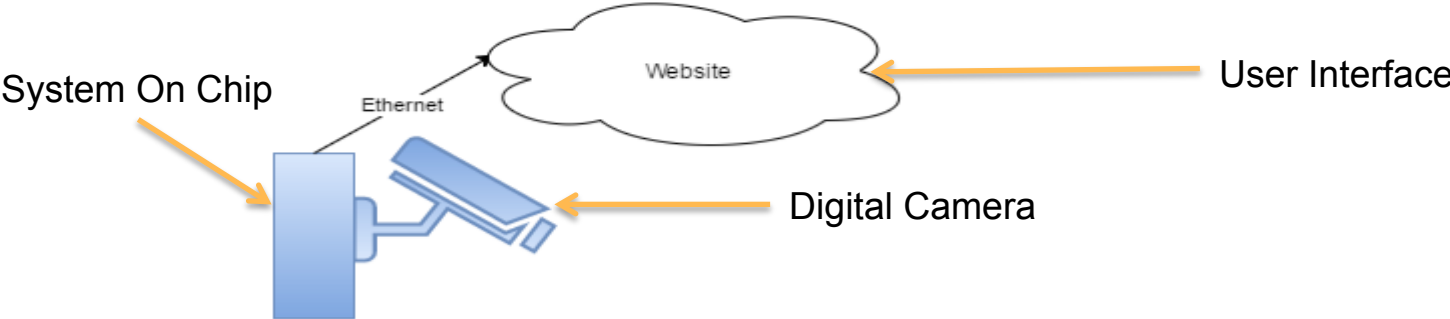 Website
User Interface
System On Chip
Ethernet
Digital Camera